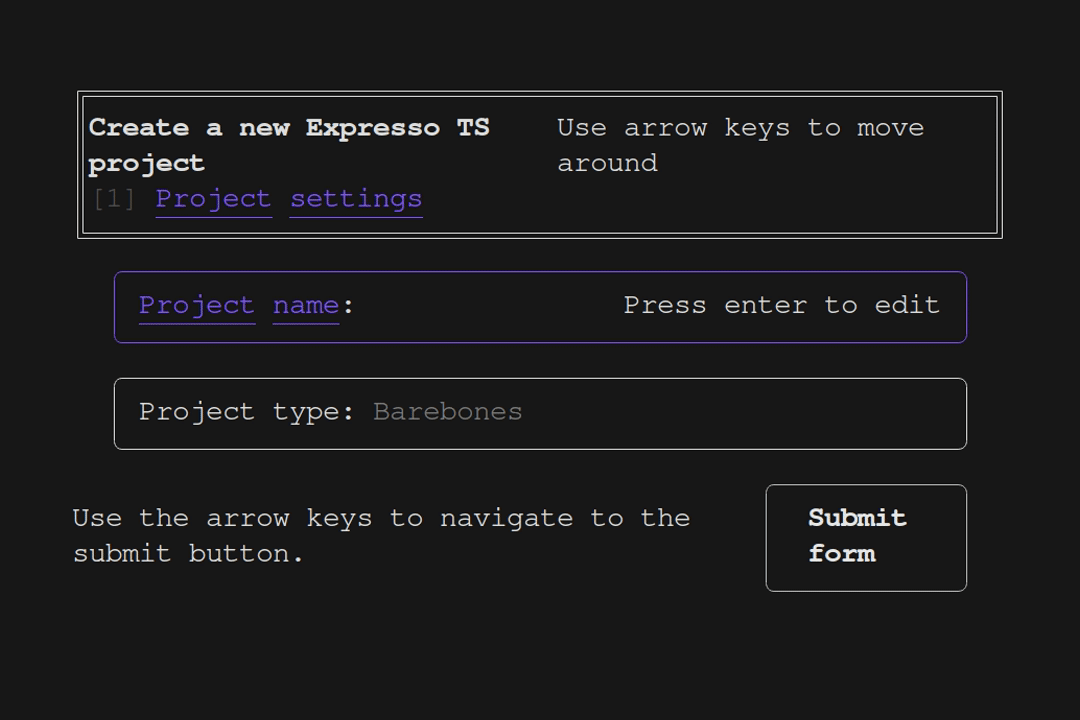 Create a new Expresso TS project
Use arrow keys to move around
[1] Project settings
Project name: Press enter to edit
Project type: Barebones
Use the arrow keys to navigate to the submit button.
Submit form